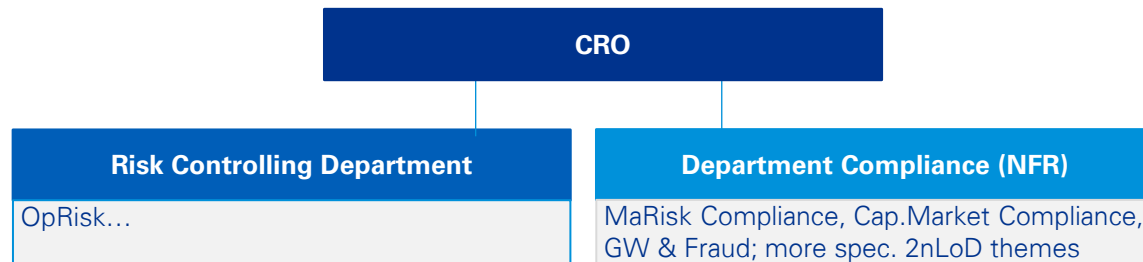 CRO
Risk Controlling Department
Department Compliance (NFR)
OpRisk…
MaRisk Compliance, Cap.Market Compliance,
GW & Fraud; more spec. 2nLoD themes